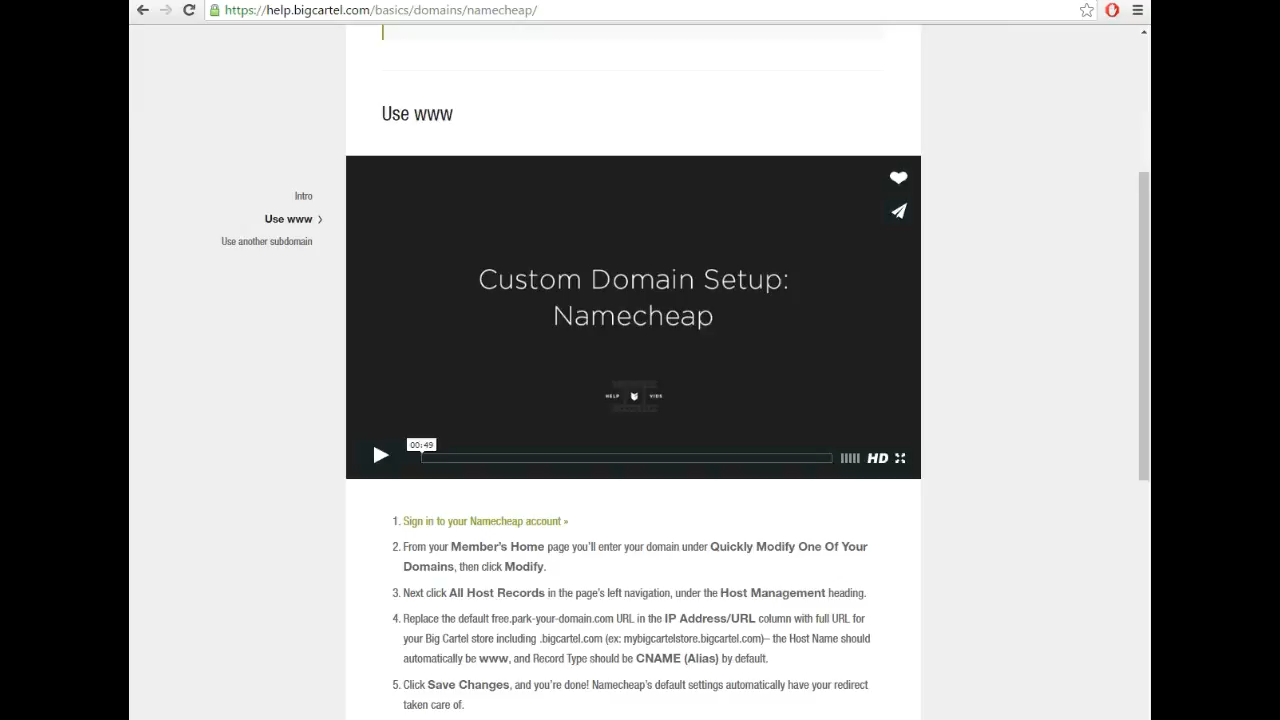 https://help.bigcartel.com/basics/domains/namecheap/
Use www
Intro
Use www
Use another subdomain
Custom Domain Setup:
Namecheap
HELP VIDS
00:49
HD
1. Sign in to your Namecheap account »
2. From your Member's Home page you'll enter your domain under Quickly Modify One Of Your
Domains, then click Modify.
3. Next click All Host Records in the page's left navigation, under the Host Management heading.
4. Replace the default free.park-your-domain.com URL in the IP Address/URL column with full URL for
your Big Cartel store including .bigcartel.com (ex: mybigcartelstore.bigcartel.com)– the Host Name should
automatically be www, and Record Type should be CNAME (Alias) by default.
5. Click Save Changes, and you're done! Namecheap's default settings automatically have your redirect
taken care of.